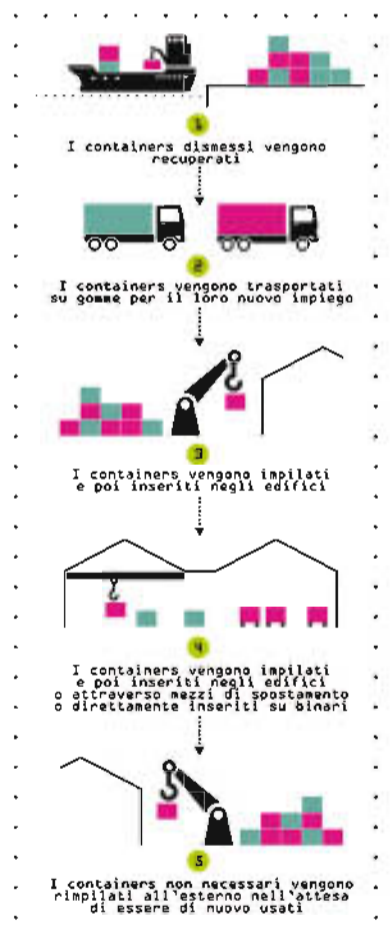 1
I containers dismessi vengono
recuperati
2
I containers vengono trasportati
su gomme per il loro nuovo impiego
3
I containers vengono impilati
e poi inseriti negli edifici
4
I containers vengono impilati
e poi inseriti negli edifici
o attraverso mezzi di spostamento
o direttamente inseriti su binari
5
I containers non necessari vengono
rimpilati all'esterno nell'attesa
di essere di nuovo usati